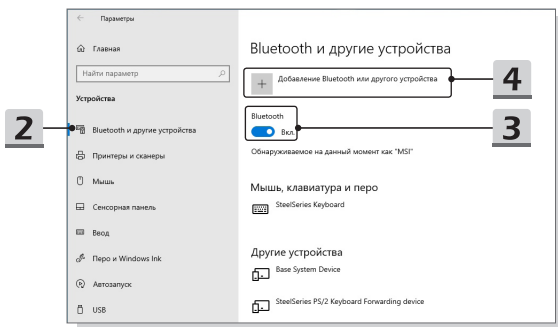 Параметры
Главная
Найти параметр
Устройства
Bluetooth и другие устройства
Принтеры и сканеры
Мышь
Сенсорная панель
Ввод
Перо и Windows Ink
Автозапуск
USB
2
Bluetooth и другие устройства
Добавление Bluetooth или другого устройства
4
Bluetooth
Вкл.
3
Обнаруживаемое на данный момент как "MSI"
Мышь, клавиатура и перо
SteelSeries Keyboard
Другие устройства
Base System Device
SteelSeries PS/2 Keyboard Forwarding device